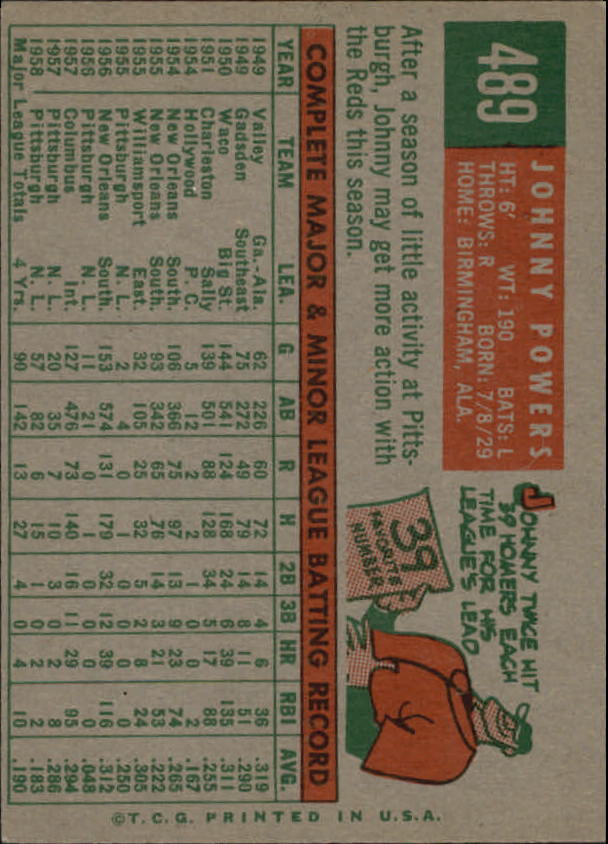 489
JOHNNY POWERS
HT: 6' WT: 190 BATS: L
THROWS: R BORN: 7/8/29
HOME: BIRMINGHAM, ALA.
After a season of little activity at Pitts-
burgh, Johnny may get more action with
the Reds this season.
JOHNNY TWICE HIT
39 HOMERS EACH
TIME FOR HIS
LEAGUE'S LEAD
39
FAVORITE
NUMBER
COMPLETE MAJOR & MINOR LEAGUE BATTING RECORD
YEAR TEAM LEA G AB R H 2B 3B HR RBI AVG.
1949 Valley Ga.-Ala. 62 226 60 72 14 4 6 36 .319
1949 Gadsden Southeast 75 272 49 79 14 8 11 51 .290
1950 Waco Big St. 144 541 124 168 24 6 39 135 .311
1951 Charleston Sally 139 501 88 128 34 5 17 88 .255
1954 Hollywood P. C. 5 12 2 2 1 0 0 2 .167
1954 New Orleans South. 106 366 75 97 13 9 23 74 .265
1955 New Orleans South. 93 342 65 76 14 3 21 53 .222
1955 Williamsport East. 32 105 25 32 5 2 8 24 .305
1955 Pittsburgh N. L. 2 4 0 1 0 0 0 0 .250
1956 New Orleans South. 153 574 131 179 32 12 39 116 .312
1956 Pittsburgh N. L. 11 21 0 1 0 0 0 0 .048
1957 Columbus Int. 127 476 73 140 16 11 29 95 .294
1957 Pittsburgh N. L. 20 35 7 10 3 0 2 8 .286
1958 Pittsburgh N. L. 57 82 6 15 1 0 2 2 .183
Major League Totals 4 Yrs. 90 142 13 27 4 0 4 10 .190
©T.C.G. PRINTED IN U.S.A.